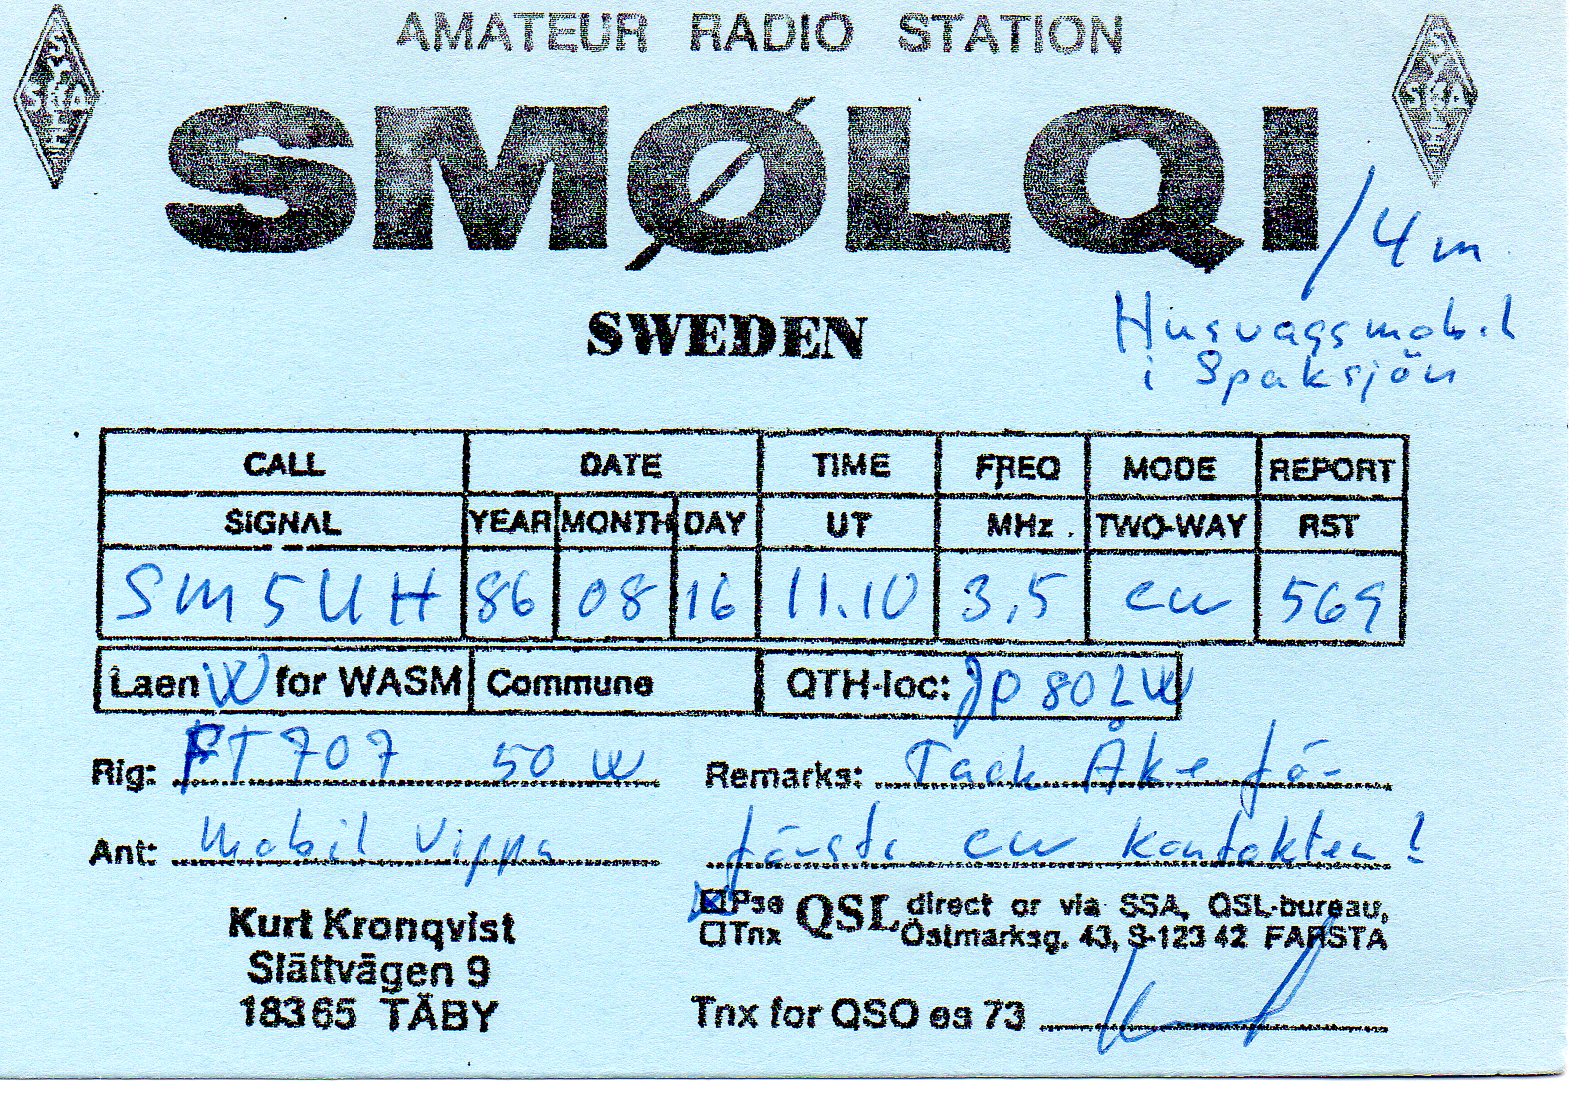 AMATEUR RADIO STATION
SMØLQI
/4m
SWEDEN
Husvagsmobil
i Spaksjön
CALL DATE TIME FREQ MODE REPORT
SIGNAL YEAR MONTH DAY UT MHz. TWO-WAY RST
SM5UH 86 08 16 11.10 3,5 cw 569
Laen W for WASM Commune QTH-loc: JP80LW
Rig: FT707 50 W Remarks: Tack Åke för
Ant: Mobil Vippa första cw kontakten!
Pse QSL direct or via SSA, QSL-bureau,
Tnx Östmarksg. 43, S-123 42 FARSTA
Kurt Kronqvist
Slättvägen 9
18365 TÄBY
Tnx for QSO es 73